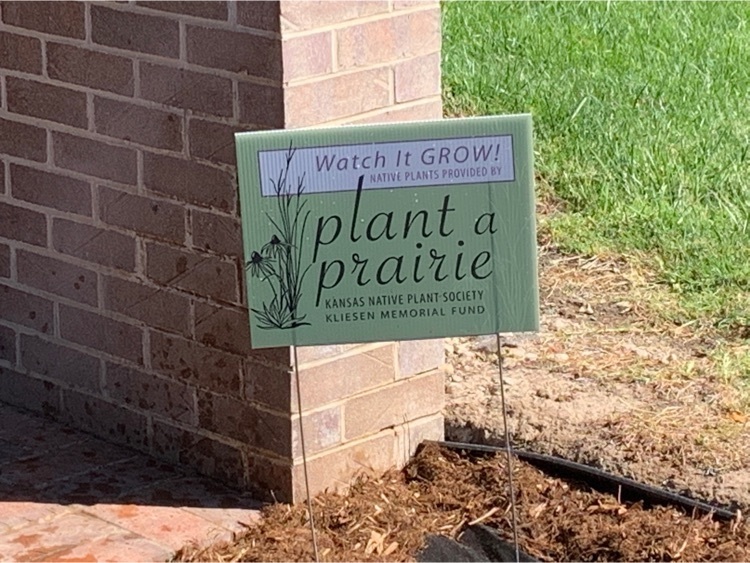 Watch It GROW!
NATIVE PLANTS PROVIDED BY
plant a
prairie
KANSAS NATIVE PLANT SOCIETY
KLIESEN MEMORIAL FUND